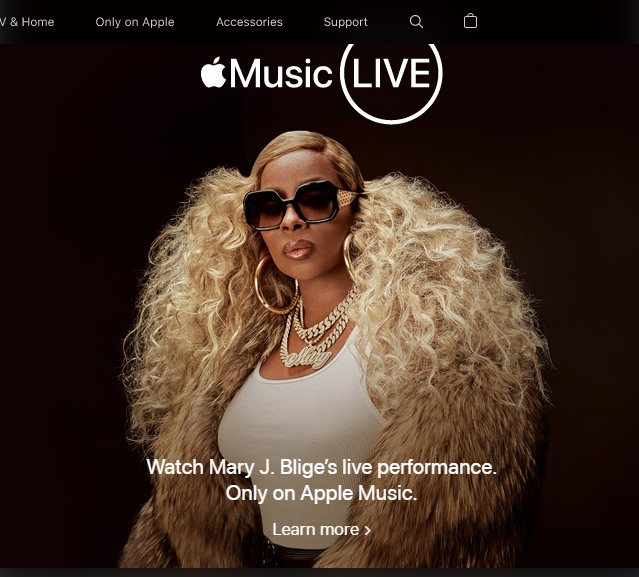 V & Home Only on Apple Accessories Support
Music LIVE
Mary
Watch Mary J. Blige’s live performance.
Only on Apple Music.
Learn more ›